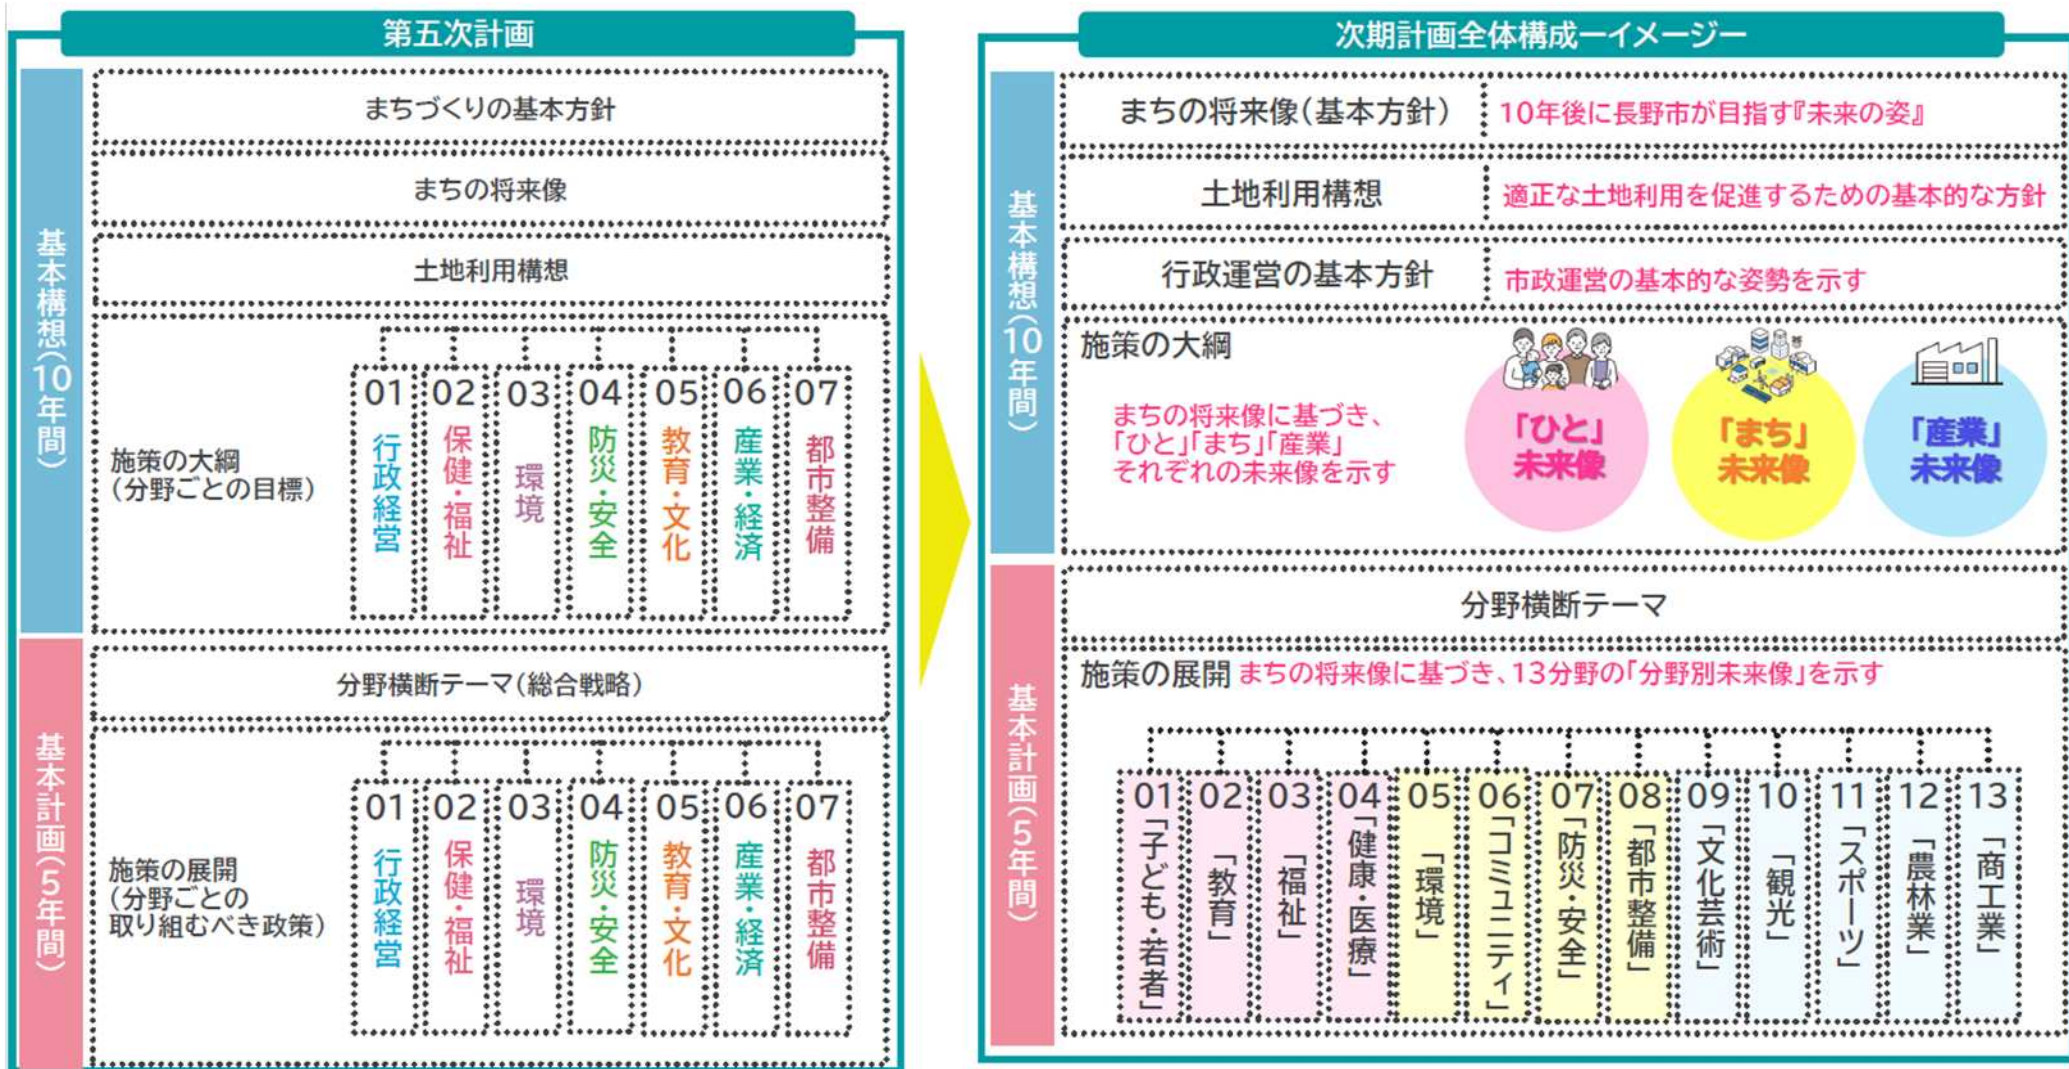 第五次計画
基本構想(10年間)
まちづくりの基本方針
まちの将来像
土地利用構想
施策の大綱
(分野ごとの目標)
01
行政経営
02
保健・福祉
03
環境
04
防災・安全
05
教育・文化
06
産業・経済
07
都市整備
基本計画(5年間)
分野横断テーマ(総合戦略)
施策の展開
(分野ごとの
取り組むべき政策)
01
行政経営
02
保健・福祉
03
環境
04
防災・安全
05
教育・文化
06
産業・経済
07
都市整備
次期計画全体構成ーイメージー
基本構想(10年間)
まちの将来像(基本方針)
10年後に長野市が目指す『未来の姿』
土地利用構想
適正な土地利用を促進するための基本的な方針
行政運営の基本方針
市政運営の基本的な姿勢を示す
施策の大綱
まちの将来像に基づき、
「ひと」「まち」「産業」
それぞれの未来像を示す
「ひと」
未来像
「まち」
未来像
「産業」
未来像
基本計画(5年間)
分野横断テーマ
施策の展開 まちの将来像に基づき、13分野の「分野別未来像」を示す
01
「子ども・若者」
02
「教育」
03
「福祉」
04
「健康・医療」
05
「環境」
06
「コミュニティ」
07
「防災・安全」
08
「都市整備」
09
「文化芸術」
10
「観光」
11
「スポーツ」
12
「農林業」
13
「商工業」